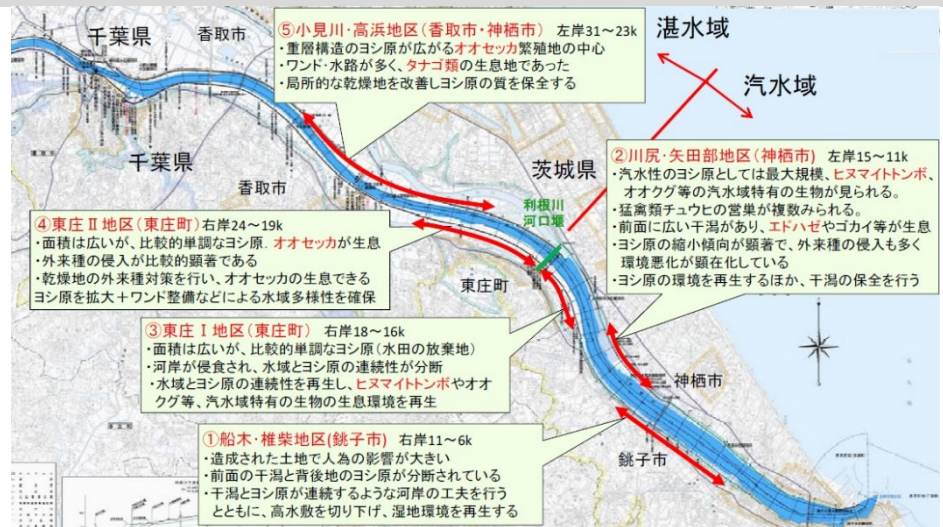 ⑤小見川・高浜地区(香取市・神栖市) 左岸31～23k
・重層構造のヨシ原が広がるオオセッカ繁殖地の中心
・ワンド・水路が多く、タナゴ類の生息地であった
・局所的な乾燥地を改善しヨシ原の質を保全する
湛水域
汽水域
千葉県
香取市
千葉県
香取市
茨城県
利根川
河口堰
②川尻・矢田部地区(神栖市) 左岸15～11k
・汽水性のヨシ原としては最大規模、ヒヌマイトトンボ、
オオクグ等の汽水域特有の生物が見られる。
・猛禽類チュウヒの営巣が複数みられる。
・前面に広い干潟があり、エドハゼやゴカイ等が生息
・ヨシ原の縮小傾向が顕著で、外来種の侵入も多く
環境悪化が顕在化している
・ヨシ原の環境を再生するほか、干潟の保全を行う
④東庄Ⅱ地区(東庄町) 右岸24～19k
・面積は広いが、比較的単調なヨシ原．オオセッカが生息
・外来種の侵入が比較的顕著である
・乾燥地の外来種対策を行い、オオセッカの生息できる
ヨシ原を拡大＋ワンド整備などによる水域多様性を確保
東庄町
③東庄Ⅰ地区(東庄町) 右岸18～16k
・面積は広いが、比較的単調なヨシ原(水田の放棄地)
・河岸が侵食され、水域とヨシ原の連続性が分断
・水域とヨシ原の連続性を再生し、ヒヌマイトトンボやオオ
クグ等、汽水域特有の生物の生息環境を再生
神栖市
①船木・椎柴地区(銚子市) 右岸11～6k
・造成された土地で人為の影響が大きい
・前面の干潟と背後地のヨシ原が分断されている
・干潟とヨシ原が連続するような河岸の工夫を行う
とともに、高水敷を切り下げ、湿地環境を再生する
銚子市